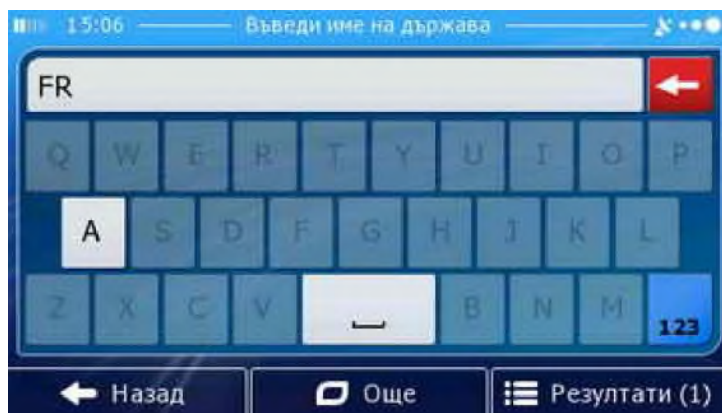 15:06 Въведи име на държава
FR
Q W E R T Y U I O P
A S D F G H J K L
Z X C V B N M 123
Назад Още Резултати (1)